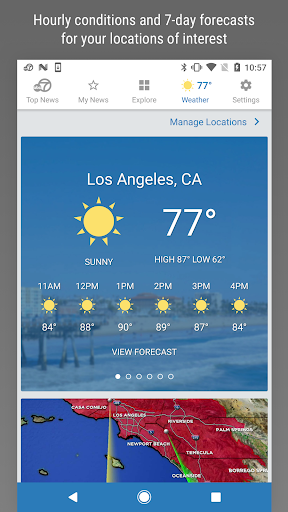 Hourly conditions and 7-day forecasts
for your locations of interest
10:57
7
77°
Top News My News Explore Weather Settings
Manage Locations
Los Angeles, CA
77°
SUNNY
HIGH 87° LOW 62°
11AM 12PM 1PM 2PM 3PM 4PM
84° 88° 90° 89° 87° 84°
VIEW FORECAST
CASA CONEJO
LOS ANGELES
RIVERSIDE
PALM SPRINGS
NEWPORT BEACH
TEMECULA
BORREGO SPRINGS
OCEANSIDE